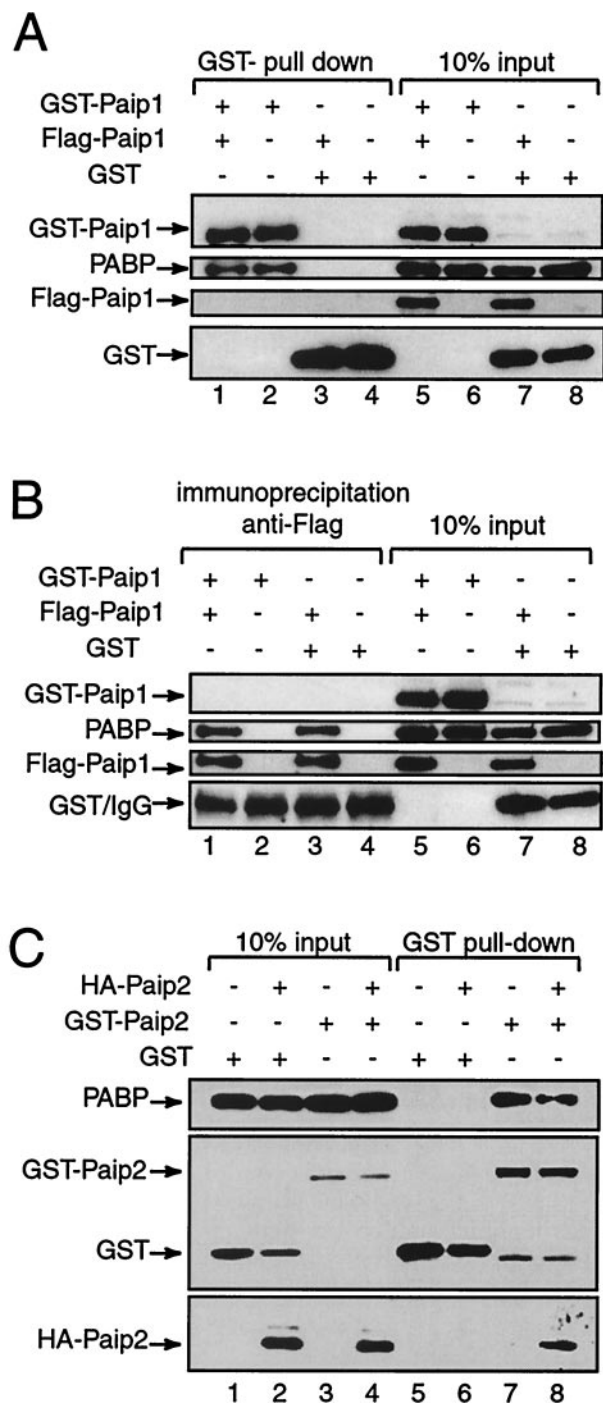 A
GST- pull down 10% input
GST-Paip1 + + - - + + - -
Flag-Paip1 + - + - + - + -
GST - - + + - - + +
GST-Paip1
PABP
Flag-Paip1
GST
1 2 3 4 5 6 7 8
B
immunoprecipitation
anti-Flag 10% input
GST-Paip1 + + - - + + - -
Flag-Paip1 + - + - + - + -
GST - - + + - - + +
GST-Paip1
PABP
Flag-Paip1
GST/IgG
1 2 3 4 5 6 7 8
C
10% input GST pull-down
HA-Paip2 - + - + - + - +
GST-Paip2 - - + + - - + +
GST + + - - + + - -
PABP
GST-Paip2
GST
HA-Paip2
1 2 3 4 5 6 7 8